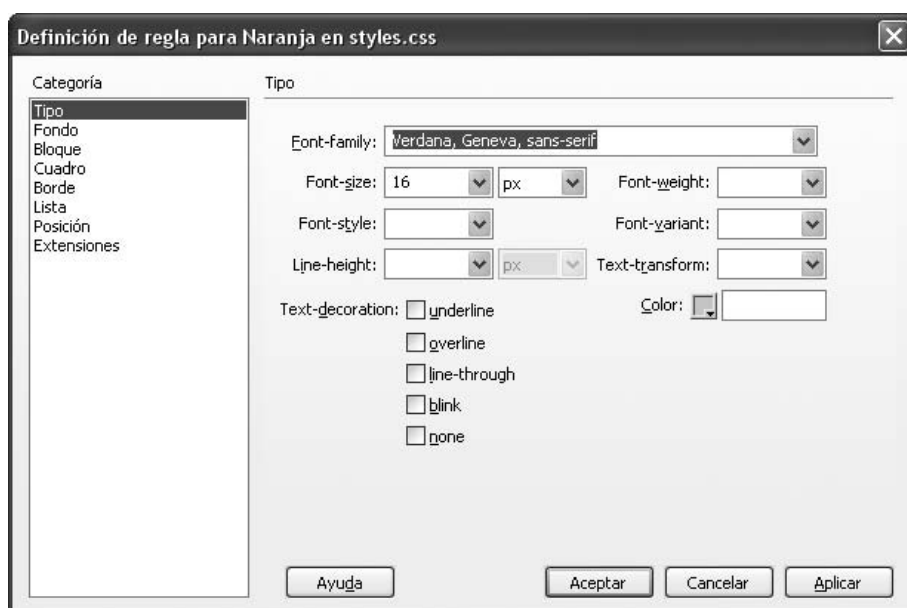 Definición de regla para Naranja en styles.css
Categoría
Tipo
Fondo
Bloque
Cuadro
Borde
Lista
Posición
Extensiones
Tipo
Font-family: Verdana, Geneva, sans-serif
Font-size: 16 px Font-weight:
Font-style: Font-variant:
Line-height: px Text-transform:
Text-decoration: underline Color:
overline
line-through
blink
none
Ayuda Aceptar Cancelar Aplicar